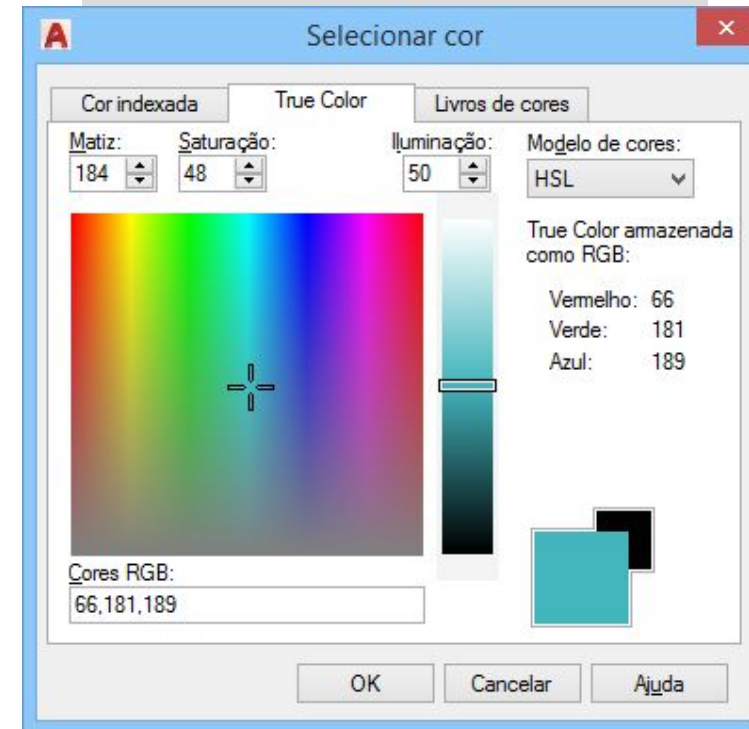 Selecionar cor
Cor indexada
True Color
Livros de cores
Matiz:
Saturação:
Iluminação:
Modelo de cores:
184
48
50
HSL
True Color armazenada
como RGB:
Vermelho: 66
Verde: 181
Azul: 189
Cores RGB:
66,181,189
OK
Cancelar
Ajuda